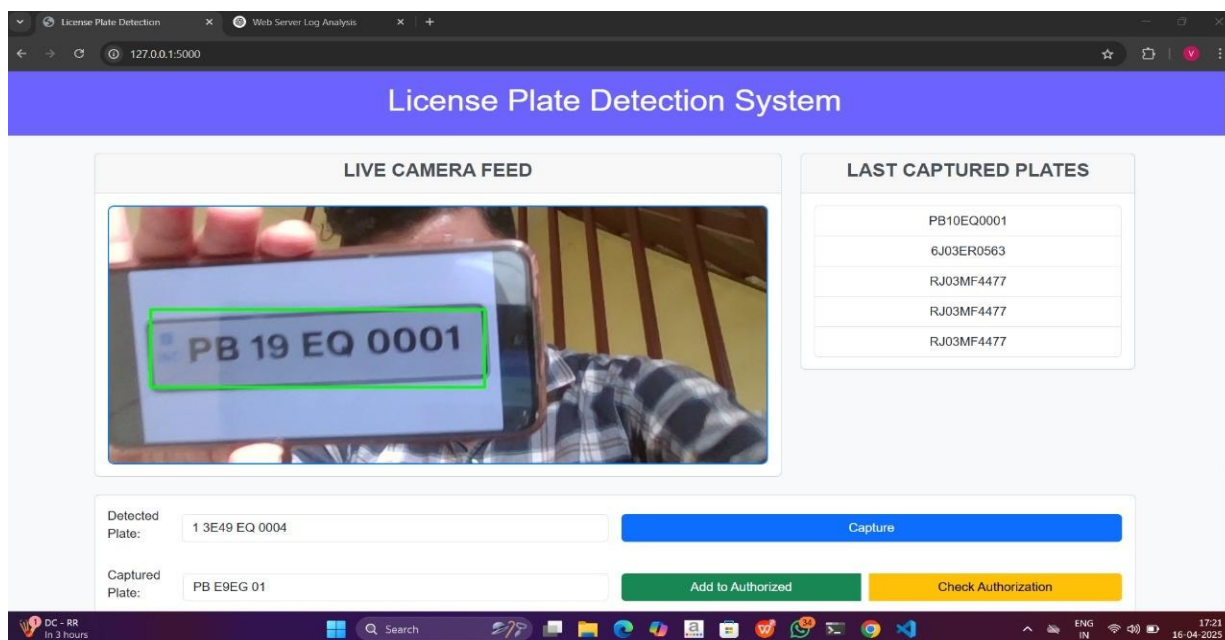 License Plate Detection
Web Server Log Analysis
127.0.0.1:5000
V
License Plate Detection System
LIVE CAMERA FEED
PB 19 EQ 0001
LAST CAPTURED PLATES
PB10EQ0001
6J03ER0563
RJ03MF4477
RJ03MF4477
RJ03MF4477
Detected
Plate:
1 3E49 EQ 0004
Capture
Captured
Plate:
PB E9EG 01
Add to Authorized
Check Authorization
1
DC - RR
In 3 hours
Search
a
34
ENG
IN
17:21
16-04-2025